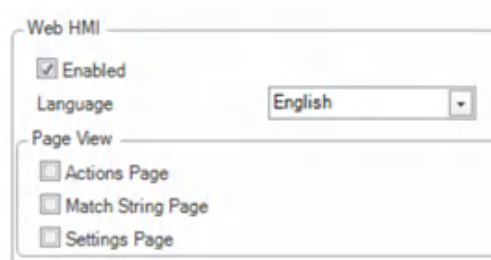 Web HMI
Enabled
Language English
Page View
Actions Page
Match String Page
Settings Page